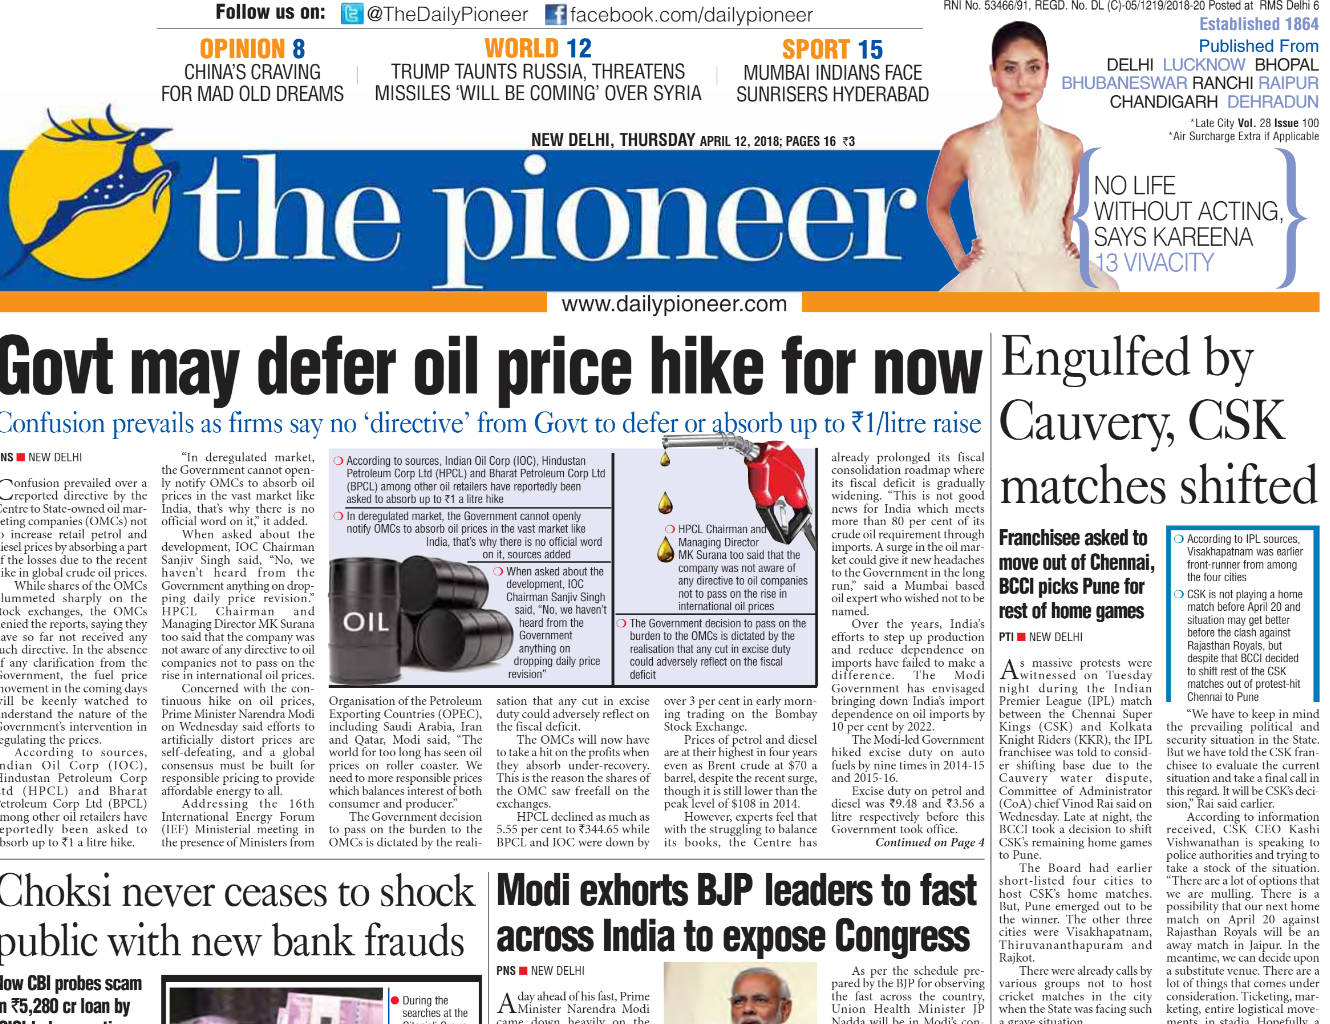 Follow us on: @TheDailyPioneer facebook.com/dailypioneer
RNI No. 53466/91, REGD. No. DL (C)-05/1219/2018-20 Posted at RMS Delhi 6
Established 1864
Published From
DELHI LUCKNOW BHOPAL
BHUBANESWAR RANCHI RAIPUR
CHANDIGARH DEHRADUN
*Late City Vol. 28 Issue 100
*Air Surcharge Extra if Applicable
OPINION 8
CHINA'S CRAVING
FOR MAD OLD DREAMS
WORLD 12
TRUMP TAUNTS RUSSIA, THREATENS
MISSILES 'WILL BE COMING' OVER SYRIA
SPORT 15
MUMBAI INDIANS FACE
SUNRISERS HYDERABAD
NEW DELHI, THURSDAY APRIL 12, 2018; PAGES 16 ₹3
the pioneer
NO LIFE
WITHOUT ACTING,
SAYS KAREENA
13 VIVACITY
www.dailypioneer.com
Govt may defer oil price hike for now
Confusion prevails as firms say no 'directive' from Govt to defer or absorb up to ₹1/litre raise
NS ■ NEW DELHI
Confusion prevailed over a
reported directive by the
Centre to State-owned oil mar-
eting companies (OMCs) not
o increase retail petrol and
iesel prices by absorbing a part
f the losses due to the recent
ike in global crude oil prices.
While shares of the OMCs
lummeted sharply on the
tock exchanges, the OMCs
enied the reports, saying they
ave so far not received any
uch directive. In the absence
f any clarification from the
Government, the fuel price
ovement in the coming days
will be keenly watched to
nderstand the nature of the
Government's intervention in
egulating the prices.
According to sources,
ndian Oil Corp (IOC),
Hindustan Petroleum Corp
td (HPCL) and Bharat
etroleum Corp Ltd (BPCL)
mong other oil retailers have
eportedly been asked to
bsorb up to ₹1 a litre hike.
"In deregulated market,
the Government cannot open-
ly notify OMCs to absorb oil
prices in the vast market like
India, that's why there is no
official word on it," it added.
When asked about the
development, IOC Chairman
Sanjiv Singh said, "No, we
haven't heard from the
Government anything on drop-
ping daily price revision."
HPCL Chairman and
Managing Director MK Surana
too said that the company was
not aware of any directive to oil
companies not to pass on the
rise in international oil prices.
Concerned with the con-
tinuous hike on oil prices,
Prime Minister Narendra Modi
on Wednesday said efforts to
artificially distort prices are
self-defeating, and a global
consensus must be built for
responsible pricing to provide
affordable energy to all.
Addressing the 16th
International Energy Forum
(IEF) Ministerial meeting in
the presence of Ministers from
According to sources, Indian Oil Corp (IOC), Hindustan
Petroleum Corp Ltd (HPCL) and Bharat Petroleum Corp Ltd
(BPCL) among other oil retailers have reportedly been
asked to absorb up to ₹1 a litre hike
In deregulated market, the Government cannot openly
notify OMCs to absorb oil prices in the vast market like
India, that's why there is no official word
on it, sources added
When asked about the
development, IOC
Chairman Sanjiv Singh
said, "No, we haven't
heard from the
Government
anything on
dropping daily price
revision"
OIL
HPCL Chairman and
Managing Director
MK Surana too said that the
company was not aware of
any directive to oil companies
not to pass on the rise in
international oil prices
The Government decision to pass on the
burden to the OMCs is dictated by the
realisation that any cut in excise duty
could adversely reflect on the fiscal
deficit
Organisation of the Petroleum
Exporting Countries (OPEC),
including Saudi Arabia, Iran
and Qatar, Modi said, "The
world for too long has seen oil
prices on roller coaster. We
need to more responsible prices
which balances interest of both
consumer and producer."
The Government decision
to pass on the burden to the
OMCs is dictated by the reali-
sation that any cut in excise
duty could adversely reflect on
the fiscal deficit.
The OMCs will now have
to take a hit on the profits when
they absorb under-recovery.
This is the reason the shares of
the OMC saw freefall on the
exchanges.
HPCL declined as much as
5.55 per cent to ₹344.65 while
BPCL and IOC were down by
over 3 per cent in early morn-
ing trading on the Bombay
Stock Exchange.
Prices of petrol and diesel
are at their highest in four years
even as Brent crude at $70 a
barrel, despite the recent surge,
though it is still lower than the
peak level of $108 in 2014.
However, experts feel that
with the struggling to balance
its books, the Centre has
already prolonged its fiscal
consolidation roadmap where
its fiscal deficit is gradually
widening. "This is not good
news for India which meets
more than 80 per cent of its
crude oil requirement through
imports. A surge in the oil mar-
ket could give it new headaches
to the Government in the long
run," said a Mumbai based
oil expert who wished not to be
named.
Over the years, India's
efforts to step up production
and reduce dependence on
imports have failed to make a
difference. The Modi
Government has envisaged
bringing down India's import
dependence on oil imports by
10 per cent by 2022.
The Modi-led Government
hiked excise duty on auto
fuels by nine times in 2014-15
and 2015-16.
Excise duty on petrol and
diesel was ₹9.48 and ₹3.56 a
litre respectively before this
Government took office.
Continued on Page 4
Engulfed by
Cauvery, CSK
matches shifted
Franchisee asked to
move out of Chennai,
BCCI picks Pune for
rest of home games
PTI ■ NEW DELHI
As massive protests were
witnessed on Tuesday
night during the Indian
Premier League (IPL) match
between the Chennai Super
Kings (CSK) and Kolkata
Knight Riders (KKR), the IPL
franchisee was told to consid-
er shifting base due to the
Cauvery water dispute,
Committee of Administrator
(CoA) chief Vinod Rai said on
Wednesday. Late at night, the
BCCI took a decision to shift
CSK's remaining home games
to Pune.
The Board had earlier
short-listed four cities to
host CSK's home matches.
But, Pune emerged out to be
the winner. The other three
cities were Visakhapatnam,
Thiruvananthapuram and
Rajkot.
There were already calls by
various groups not to host
cricket matches in the city
when the State was facing such
a grave situation.
According to IPL sources,
Visakhapatnam was earlier
front-runner from among
the four cities
CSK is not playing a home
match before April 20 and
situation may get better
before the clash against
Rajasthan Royals, but
despite that BCCI decided
to shift rest of the CSK
matches out of protest-hit
Chennai to Pune
"We have to keep in mind
the prevailing political and
security situation in the State.
But we have told the CSK fran-
chisee to evaluate the current
situation and take a final call in
this regard. It will be CSK's deci-
sion," Rai said earlier.
According to information
received, CSK CEO Kashi
Vishwanathan is speaking to
police authorities and trying to
take a stock of the situation.
"There are a lot of options that
we are mulling. There is a
possibility that our next home
match on April 20 against
Rajasthan Royals will be an
away match in Jaipur. In the
meantime, we can decide upon
a substitute venue. There are a
lot of things that comes under
consideration. Ticketing, mar-
keting, entire logistical move-
ments in stadia. Hopefully, a
Choksi never ceases to shock
public with new bank frauds
Now CBI probes scam
n ₹5,280 cr loan by
During the
searches at the
Modi exhorts BJP leaders to fast
across India to expose Congress
PNS ■ NEW DELHI
A day ahead of his fast, Prime
Minister Narendra Modi
came down heavily on the
As per the schedule pre-
pared by the BJP for observing
the fast across the country,
Union Health Minister JP
Nadda will be in Modi's con-